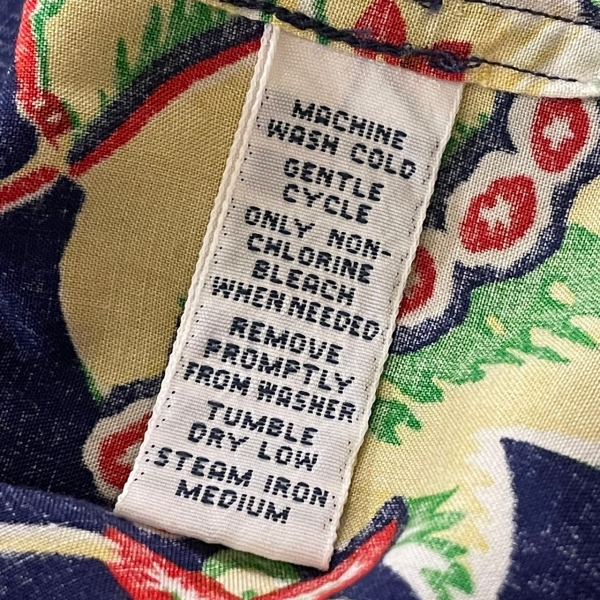 MACHINE
WASH COLD
GENTLE
CYCLE
ONLY NON-
CHLORINE
BLEACH
WHEN NEEDED
REMOVE
PROMPTLY
FROM WASHER
TUMBLE
DRY LOW
STEAM IRON
MEDIUM